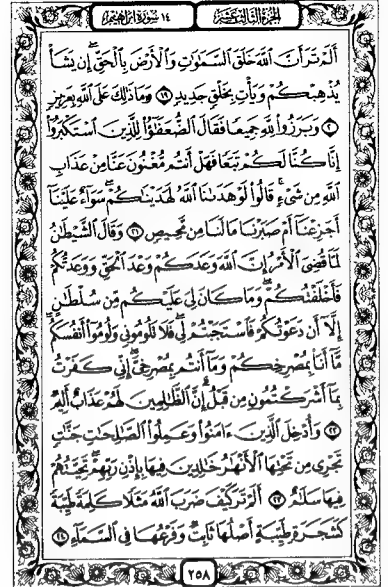 الجزء الثالث عشر
١٤ سورة إبراهيم
أَلَمْ تَرَ أَنَّ ٱللَّهَ خَلَقَ ٱلسَّمَٰوَٰتِ وَٱلْأَرْضَ بِٱلْحَقِّ ۚ إِن يَشَأْ
يُذْهِبْكُمْ وَيَأْتِ بِخَلْقٍ جَدِيدٍ ﴿١٩﴾ وَمَا ذَٰلِكَ عَلَى ٱللَّهِ بِعَزِيزٍ
﴿٢٠﴾ وَبَرَزُوا۟ لِلَّهِ جَمِيعًا فَقَالَ ٱلضُّعَفَٰٓؤُا۟ لِلَّذِينَ ٱسْتَكْبَرُوٓا۟
إِنَّا كُنَّا لَكُمْ تَبَعًا فَهَلْ أَنتُم مُّغْنُونَ عَنَّا مِنْ عَذَابِ
ٱللَّهِ مِن شَىْءٍ ۚ قَالُوا۟ لَوْ هَدَىٰنَا ٱللَّهُ لَهَدَيْنَٰكُمْ ۖ سَوَآءٌ عَلَيْنَآ
أَجَزِعْنَآ أَمْ صَبَرْنَا مَا لَنَا مِن مَّحِيصٍ ﴿٢١﴾ وَقَالَ ٱلشَّيْطَٰنُ
لَمَّا قُضِىَ ٱلْأَمْرُ إِنَّ ٱللَّهَ وَعَدَكُمْ وَعْدَ ٱلْحَقِّ وَوَعَدتُّكُمْ
فَأَخْلَفْتُكُمْ ۖ وَمَا كَانَ لِىَ عَلَيْكُم مِّن سُلْطَٰنٍ
إِلَّآ أَن دَعَوْتُكُمْ فَٱسْتَجَبْتُمْ لِى ۖ فَلَا تَلُومُونِى وَلُومُوٓا۟ أَنفُسَكُم ۖ
مَّآ أَنَا۠ بِمُصْرِخِكُمْ وَمَآ أَنتُم بِمُصْرِخِىَّ ۖ إِنِّى كَفَرْتُ
بِمَآ أَشْرَكْتُمُونِ مِن قَبْلُ ۗ إِنَّ ٱلظَّٰلِمِينَ لَهُمْ عَذَابٌ أَلِيمٌ
﴿٢٢﴾ وَأُدْخِلَ ٱلَّذِينَ ءَامَنُوا۟ وَعَمِلُوا۟ ٱلصَّٰلِحَٰتِ جَنَّٰتٍ
تَجْرِى مِن تَحْتِهَا ٱلْأَنْهَٰرُ خَٰلِدِينَ فِيهَا بِإِذْنِ رَبِّهِمْ ۖ تَحِيَّتُهُمْ
فِيهَا سَلَٰمٌ ﴿٢٣﴾ أَلَمْ تَرَ كَيْفَ ضَرَبَ ٱللَّهُ مَثَلًا كَلِمَةً طَيِّبَةً
كَشَجَرَةٍ طَيِّبَةٍ أَصْلُهَا ثَابِتٌ وَفَرْعُهَا فِى ٱلسَّمَآءِ ﴿٢٤﴾
٢٥٨